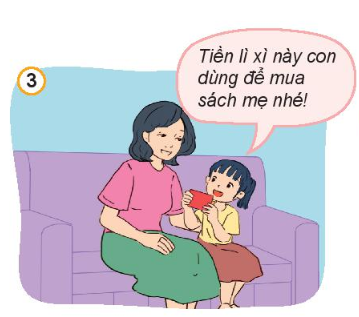 3
Tiền lì xì này con
dùng để mua
sách mẹ nhé!